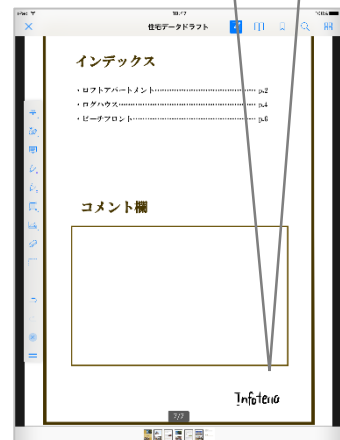 住宅データドラフト
インデックス
・ロフトアパートメント p.2
・ログハウス p.4
・ビーチフロント p.6
コメント欄
Infoteria
7/7